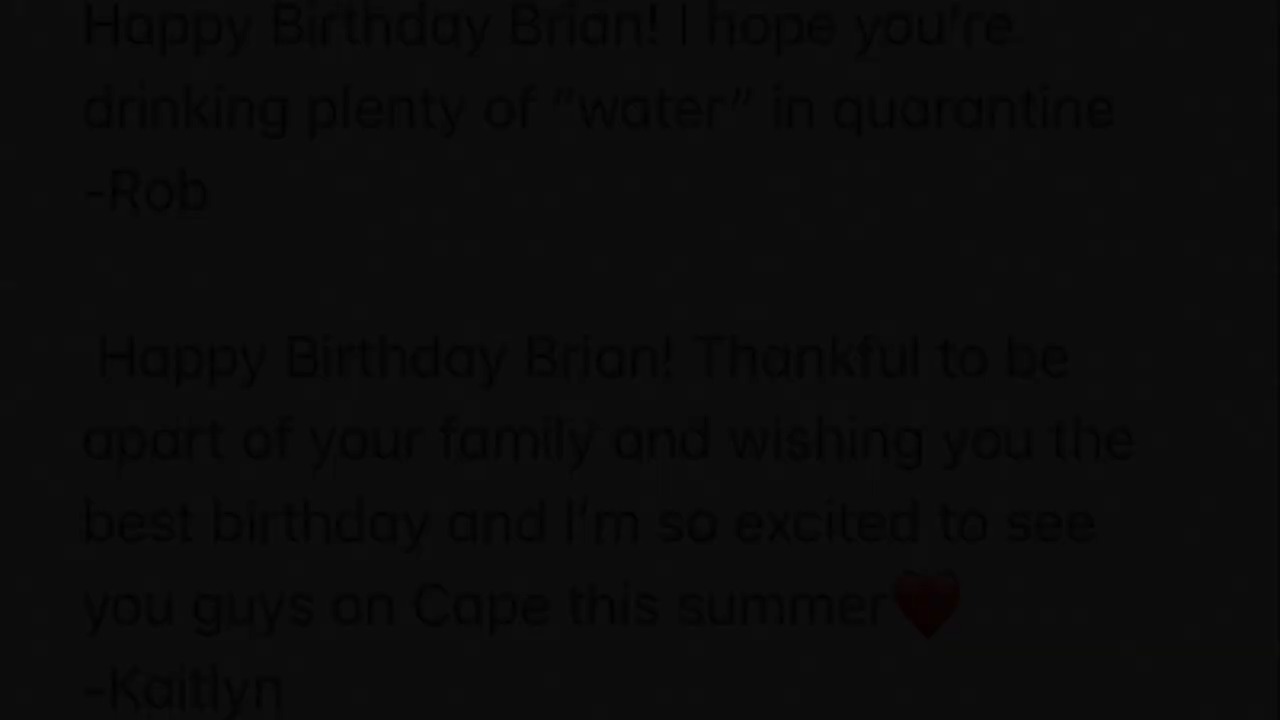 Happy Birthday Brian! I hope you're
drinking plenty of "water" in quarantine
-Rob
Happy Birthday Brian! Thankful to be
apart of your family and wishing you the
best birthday and I'm so excited to see
you guys on Cape this summer❤️
-Kaitlyn